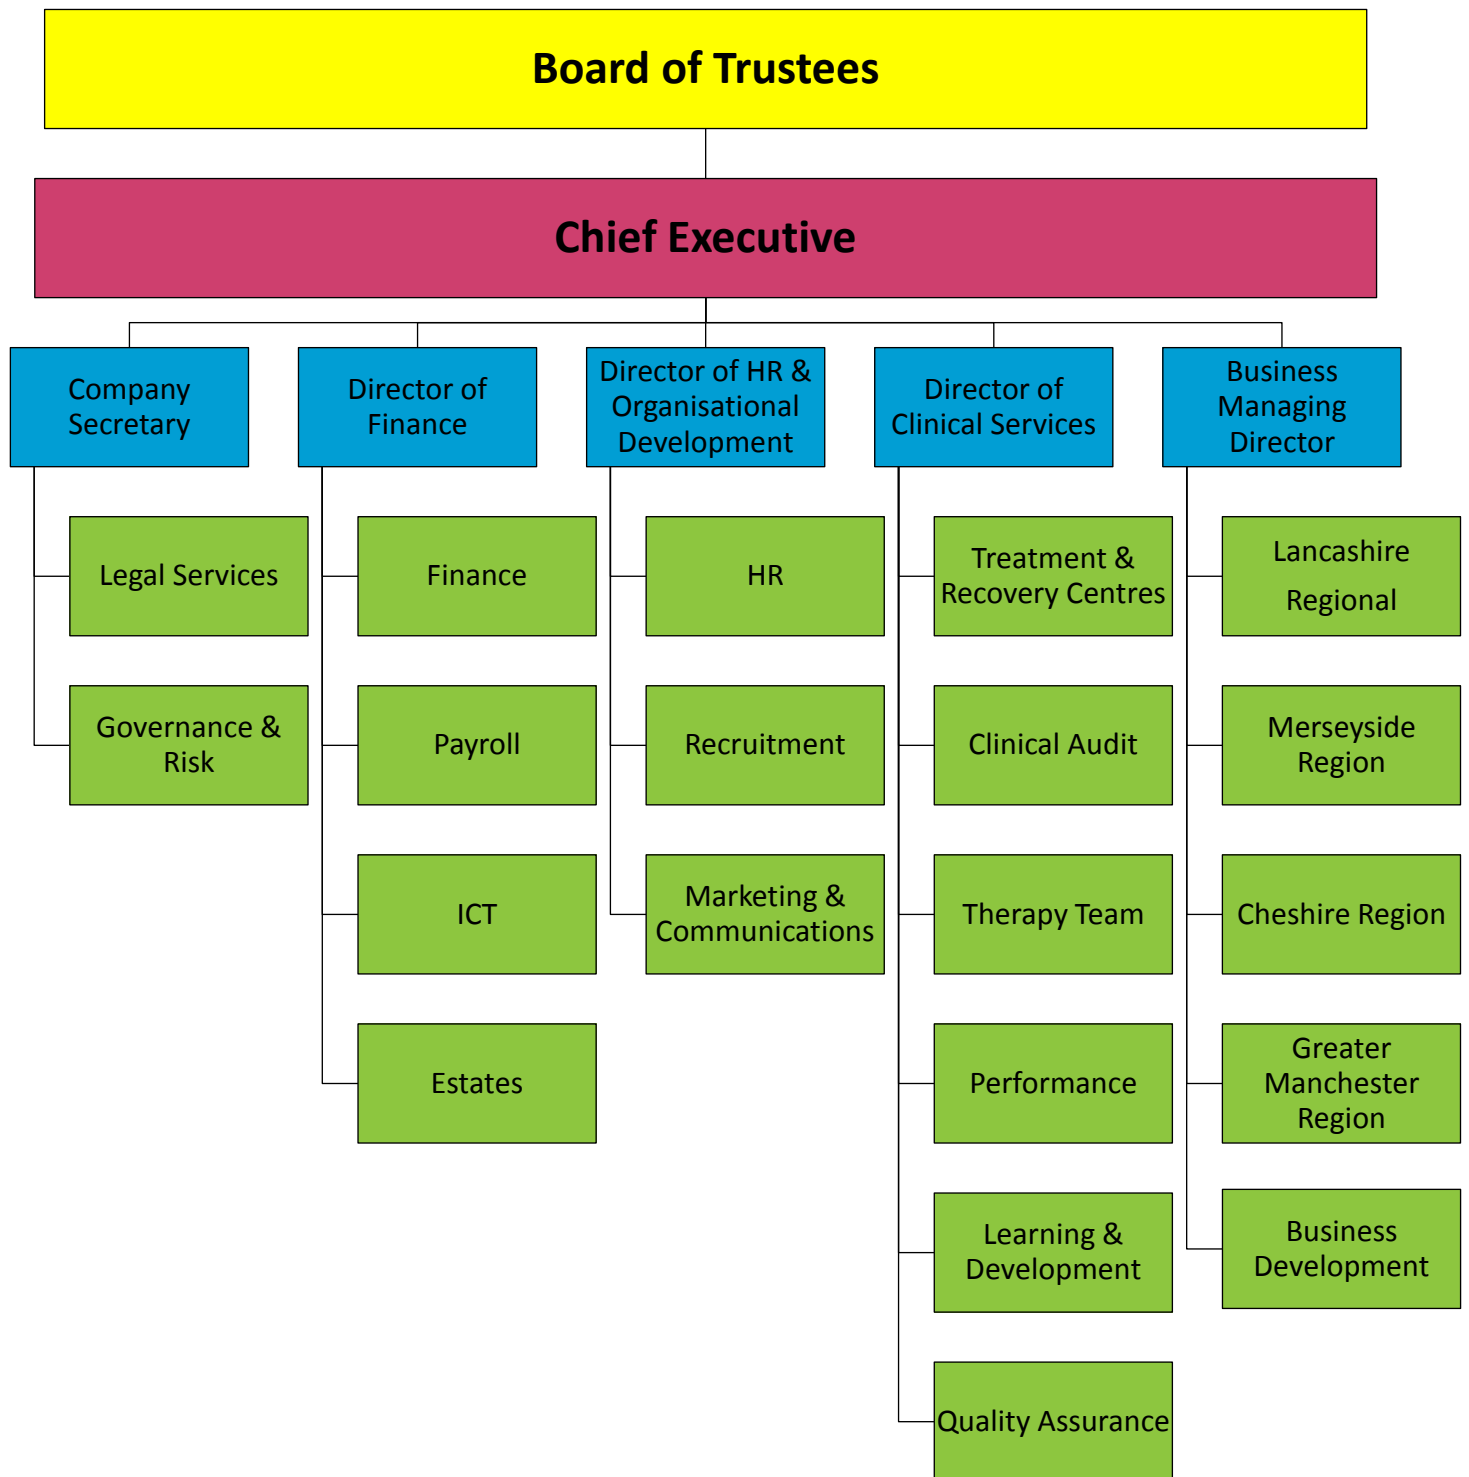 Board of Trustees
Chief Executive
Company
Secretary
Director of
Finance
Director of HR &
Organisational
Development
Director of
Clinical Services
Business
Managing
Director
Legal Services
Governance &
Risk
Finance
Payroll
ICT
Estates
HR
Recruitment
Marketing &
Communications
Treatment &
Recovery Centres
Clinical Audit
Therapy Team
Performance
Learning &
Development
Quality Assurance
Lancashire
Regional
Merseyside
Region
Cheshire Region
Greater
Manchester
Region
Business
Development